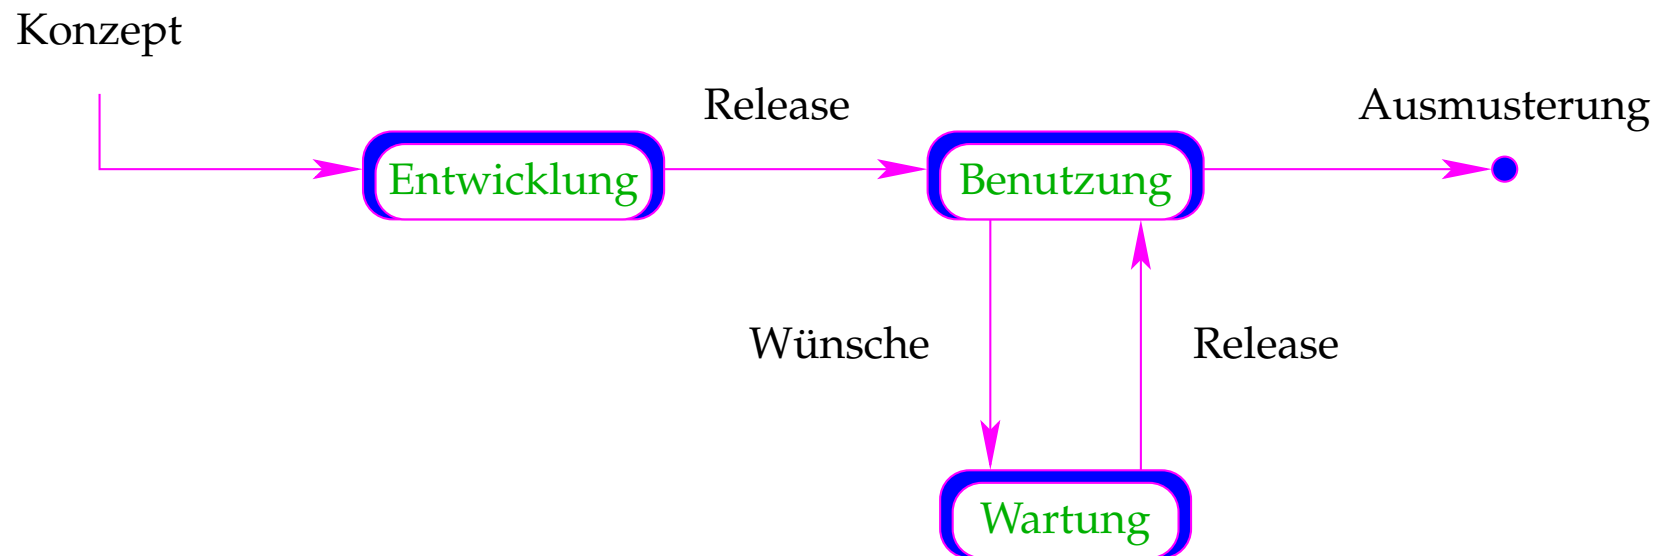 Konzept
Release
Ausmusterung
Entwicklung
Benutzung
Wünsche
Release
Wartung